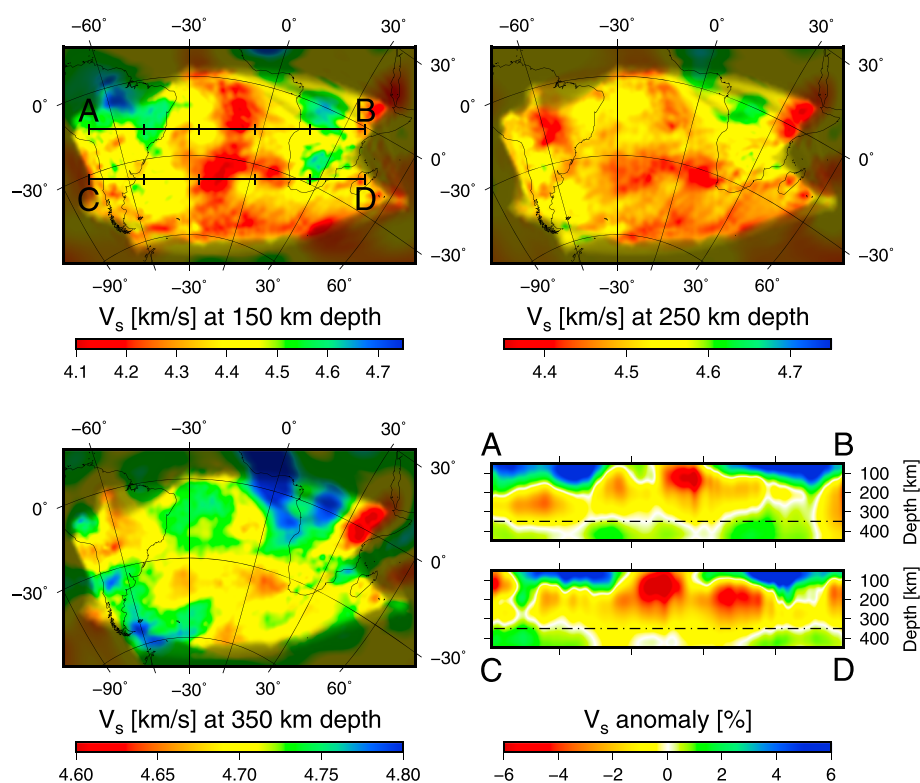 −60° −30° 0° 30°
30°
0°
0°
−30°
−30°
A B
C D
−90° −30° 30° 60°
Vs [km/s] at 150 km depth
4.1 4.2 4.3 4.4 4.5 4.6 4.7
−60° −30° 0° 30°
30°
0°
0°
−30°
−30°
−90° −30° 30° 60°
Vs [km/s] at 250 km depth
4.4 4.5 4.6 4.7
−60° −30° 0° 30°
30°
0°
0°
−30°
−30°
−90° −30° 30° 60°
Vs [km/s] at 350 km depth
4.60 4.65 4.70 4.75 4.80
A B
100
200
300
400
Depth [km]
100
200
300
400
Depth [km]
C D
Vs anomaly [%]
−6 −4 −2 0 2 4 6